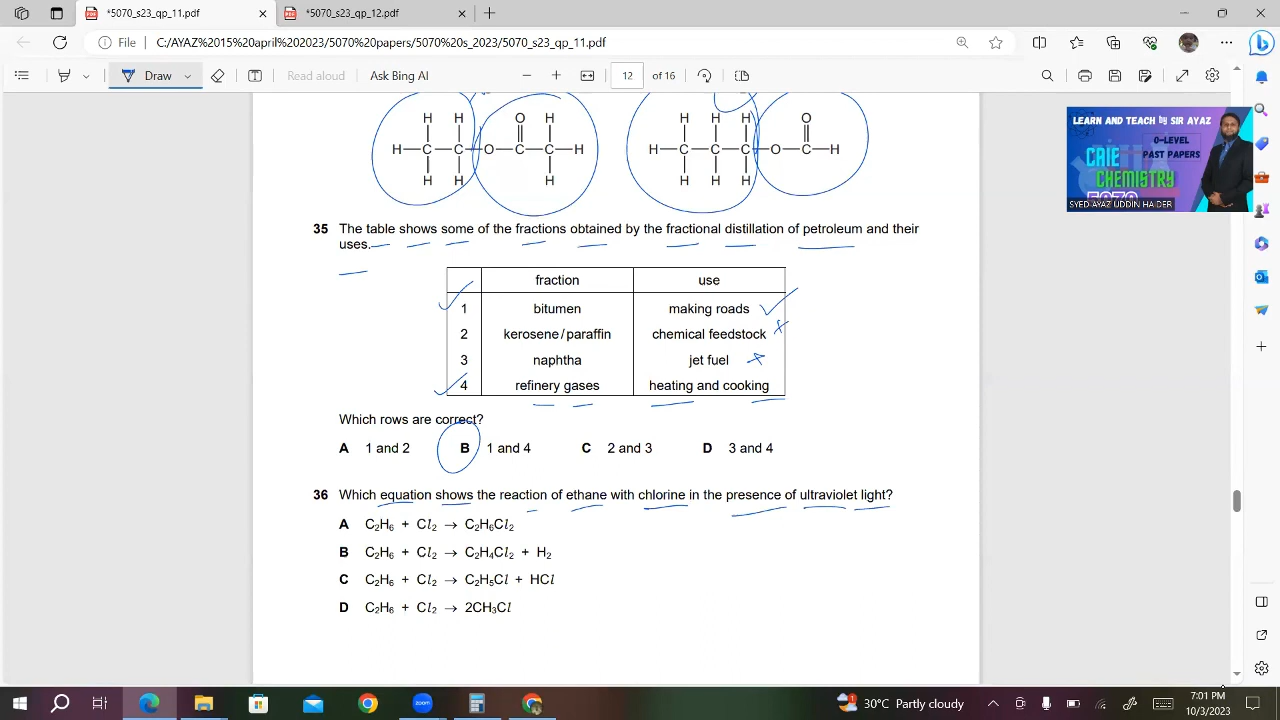 *5070_s23_qp_11.pdf
*5070_s23_qp_12.pdf
File C:/AYAZ%2015%20april%202023/5070%20papers/5070%20s_2023/5070_s23_qp_11.pdf
Draw Read aloud Ask Bing AI 12 of 16
H H O H H H H O
H—C—C—O—C—C—H H—C—C—C—O—C—H
H H H H H H
LEARN AND TEACH by SIR AYAZ
O-LEVEL
PAST PAPERS
CAIE
CHEMISTRY
5070
SYED AYAZ UDDIN HAIDER
35 The table shows some of the fractions obtained by the fractional distillation of petroleum and their
uses.
fraction use
1 bitumen making roads
2 kerosene/paraffin chemical feedstock
3 naphtha jet fuel
4 refinery gases heating and cooking
Which rows are correct?
A 1 and 2 B 1 and 4 C 2 and 3 D 3 and 4
36 Which equation shows the reaction of ethane with chlorine in the presence of ultraviolet light?
A C₂H₆ + Cl₂ → C₂H₆Cl₂
B C₂H₆ + Cl₂ → C₂H₄Cl₂ + H₂
C C₂H₆ + Cl₂ → C₂H₅Cl + HCl
D C₂H₆ + Cl₂ → 2CH₃Cl
30°C Partly cloudy
7:01 PM
10/3/2023